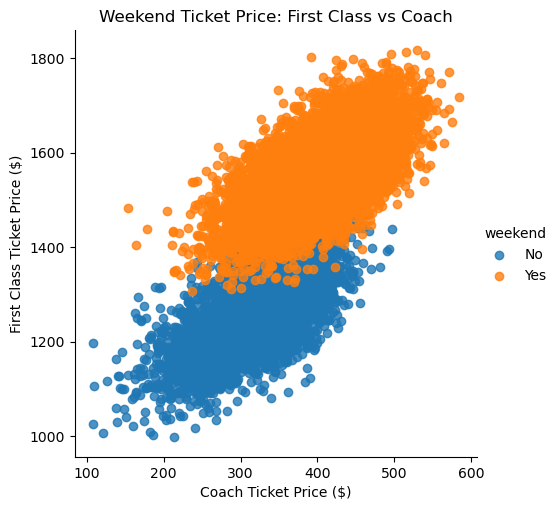 Weekend Ticket Price: First Class vs Coach
1800
1600
1400
1200
1000
First Class Ticket Price ($)
100 200 300 400 500 600
Coach Ticket Price ($)
weekend
No
Yes